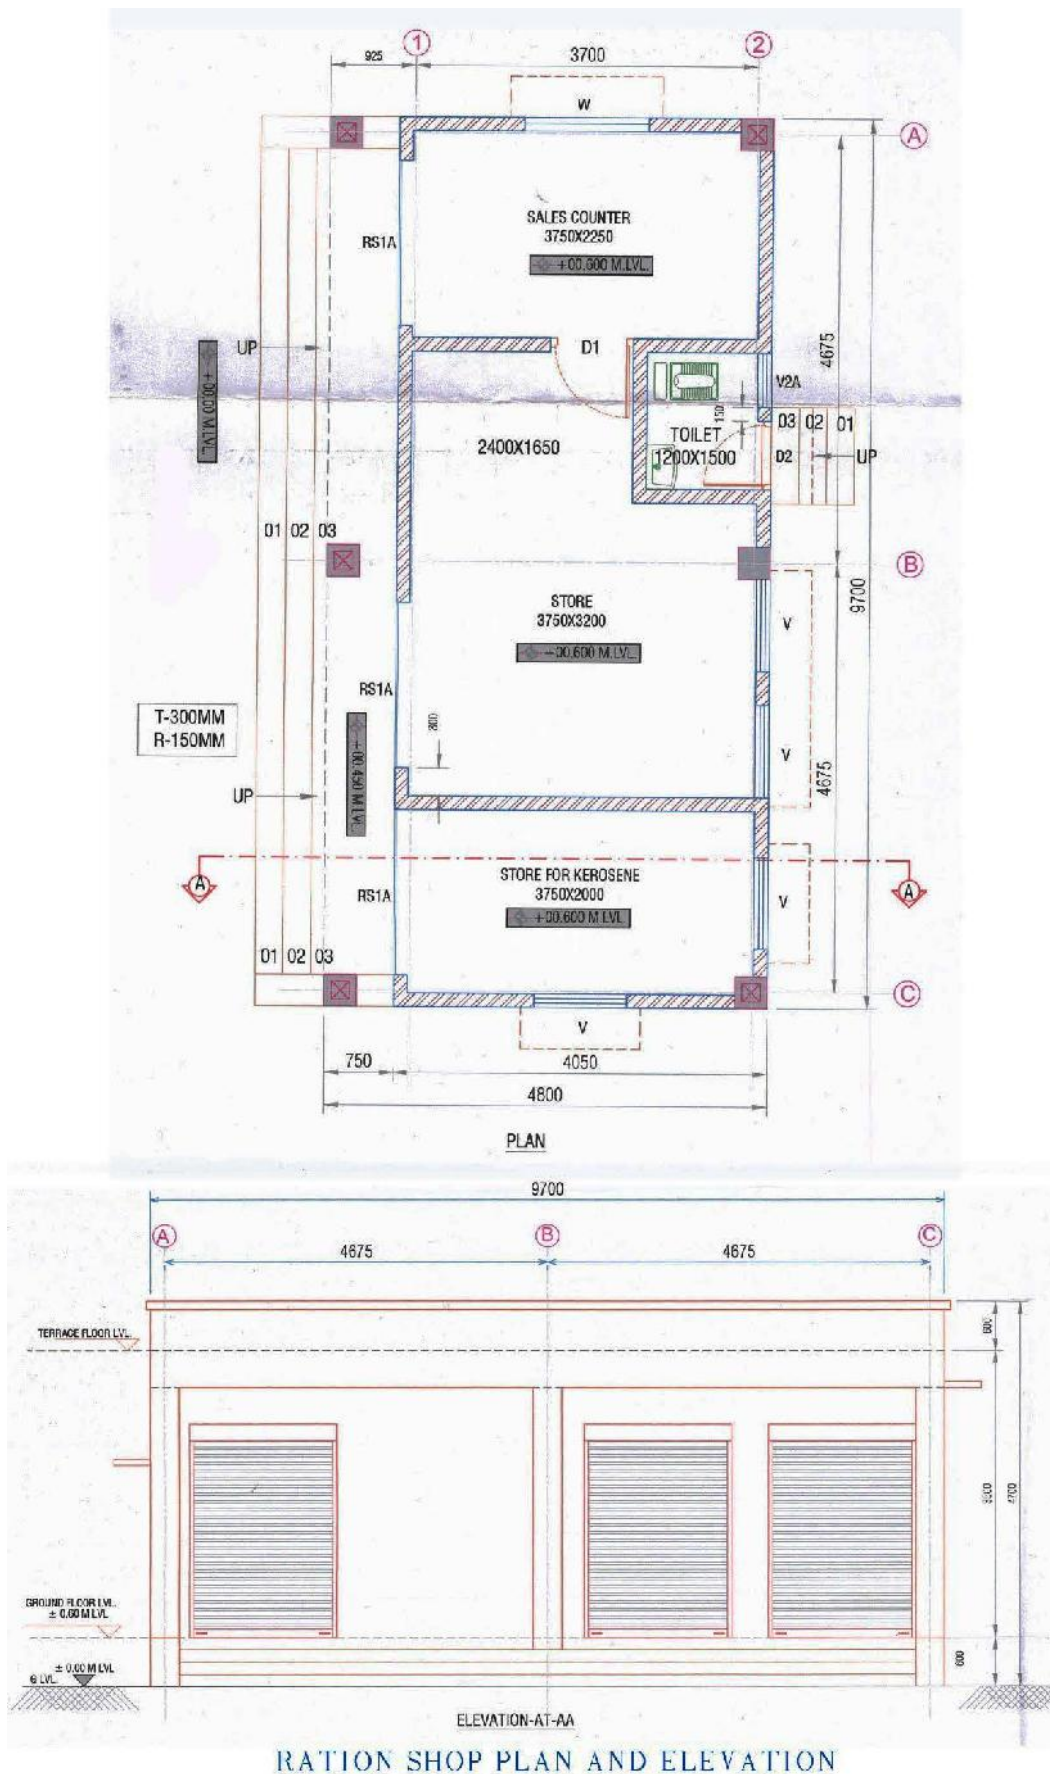 1
2
925
3700
W
A
SALES COUNTER
3750X2250
RS1A
+00.600 M.LVL.
4675
UP
D1
V2A
+00.00 M.LVL.
150
TOILET
1200X1500
03 02 01
D2
UP
2400X1650
01 02 03
B
9700
STORE
3750X3200
V
+00.600 M.LVL.
RS1A
T-300MM
R-150MM
+00.450 M LVL.
V
4675
UP
A
STORE FOR KEROSENE
3750X2000
A
RS1A
V
+00.600 M LVL
01 02 03
C
V
750
4050
4800
PLAN
9700
A
B
C
4675
4675
TERRACE FLOOR LVL.
600
GROUND FLOOR LVL.
± 0.60 M LVL
600
± 0.00 M LVL
G LVL.
ELEVATION-AT-AA
RATION SHOP PLAN AND ELEVATION